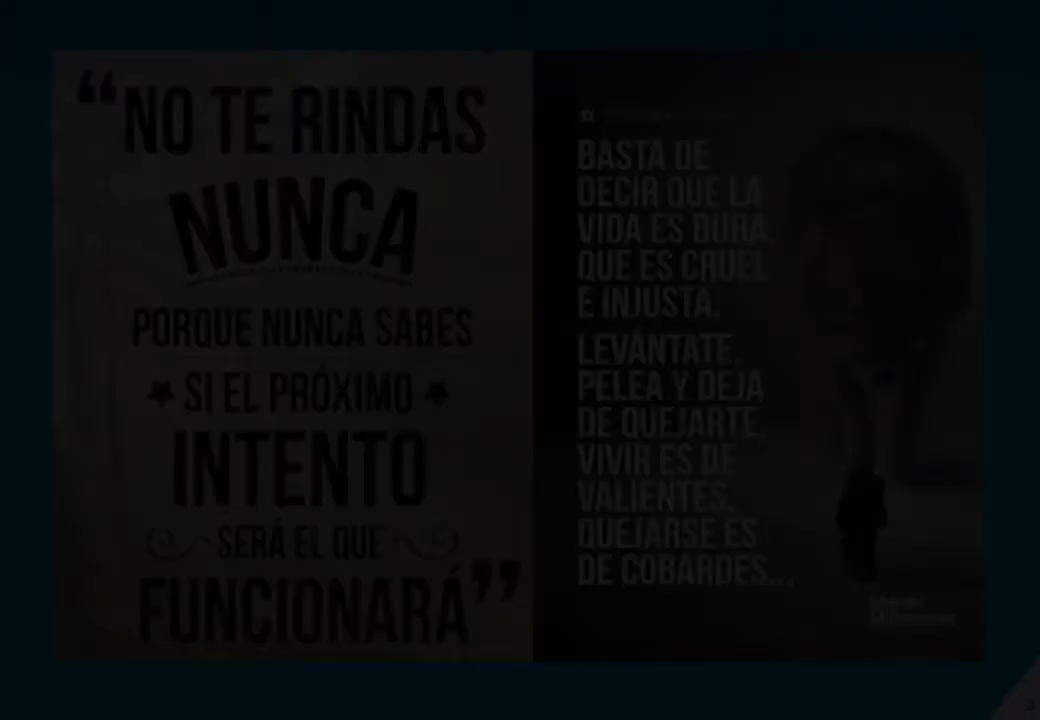 “NO TE RINDAS
NUNCA
PORQUE NUNCA SABES
SI EL PRÓXIMO
INTENTO
SERÁ EL QUE
FUNCIONARÁ”
BASTA DE
DECIR QUE LA
VIDA ES DURA,
QUE ES CRUEL
E INJUSTA.
LEVÁNTATE,
PELEA Y DEJA
DE QUEJARTE,
VIVIR ES DE
VALIENTES,
QUEJARSE ES
DE COBARDES...